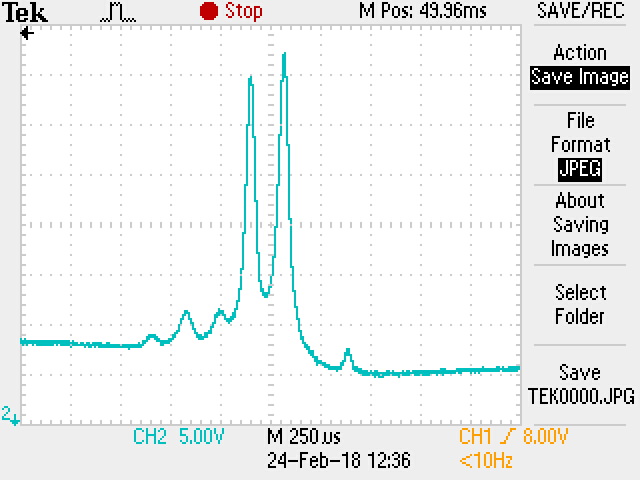 Tek Stop M Pos: 49.96ms SAVE/REC
Action
Save Image
File
Format
JPEG
About
Saving
Images
Select
Folder
Save
TEK0000.JPG
2
CH2 5.00V M 250µs CH1 8.00V
24-Feb-18 12:36 <10Hz